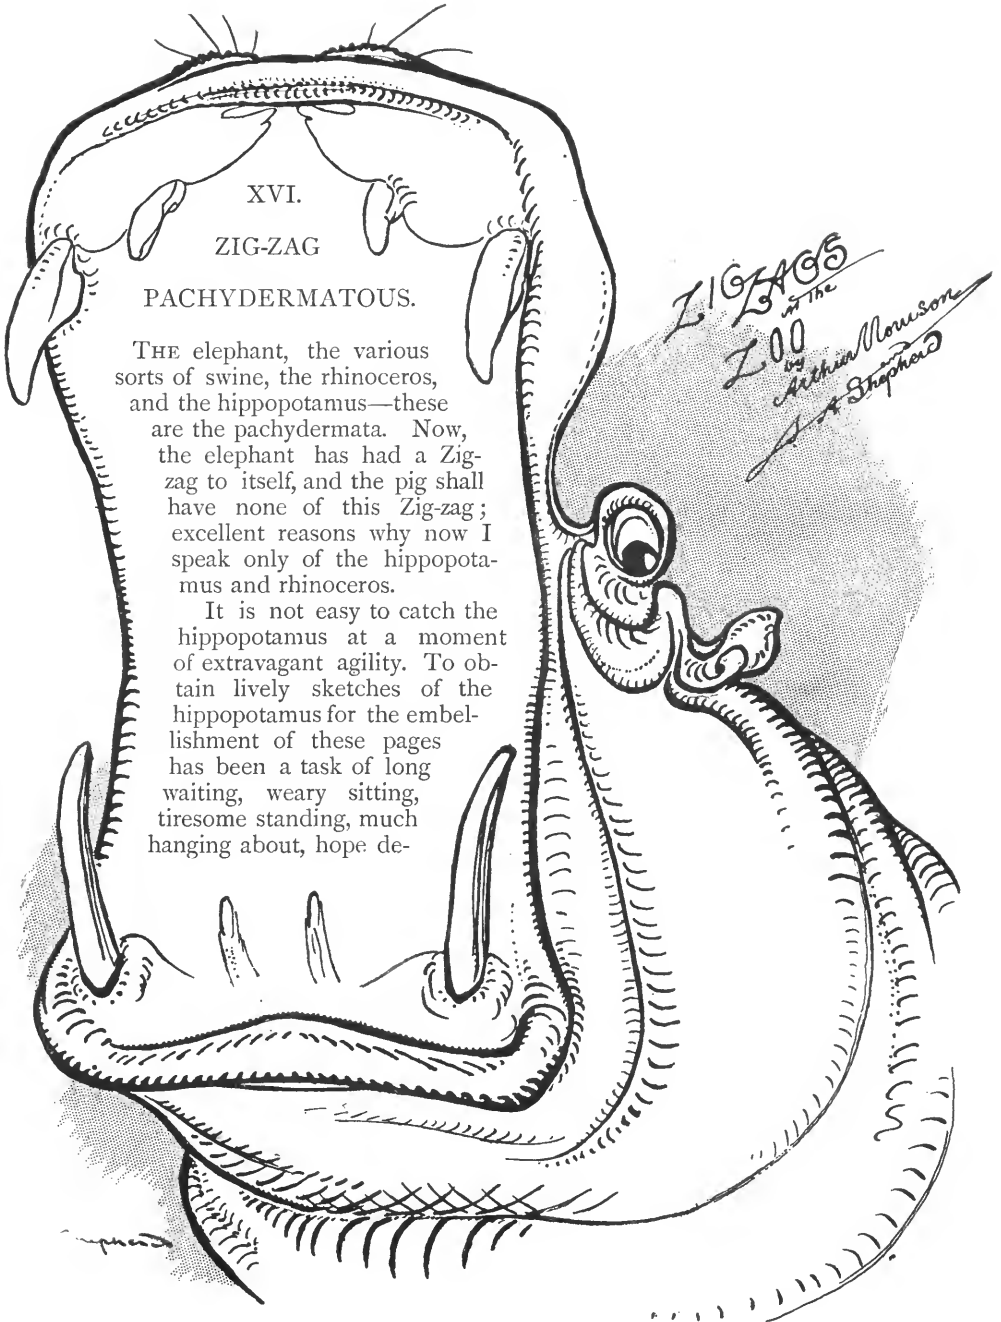 XVI.
ZIG-ZAG
PACHYDERMATOUS.
THE elephant, the various
sorts of swine, the rhinoceros,
and the hippopotamus—these
are the pachydermata. Now,
the elephant has had a Zig-
zag to itself, and the pig shall
have none of this Zig-zag;
excellent reasons why now I
speak only of the hippopota-
mus and rhinoceros.
It is not easy to catch the
hippopotamus at a moment
of extravagant agility. To ob-
tain lively sketches of the
hippopotamus for the embel-
lishment of these pages
has been a task of long
waiting, weary sitting,
tiresome standing, much
hanging about, hope de-
ZIGZAGS
in the
ZOO
by
Arthur Morrison
and
J. A. Shepherd